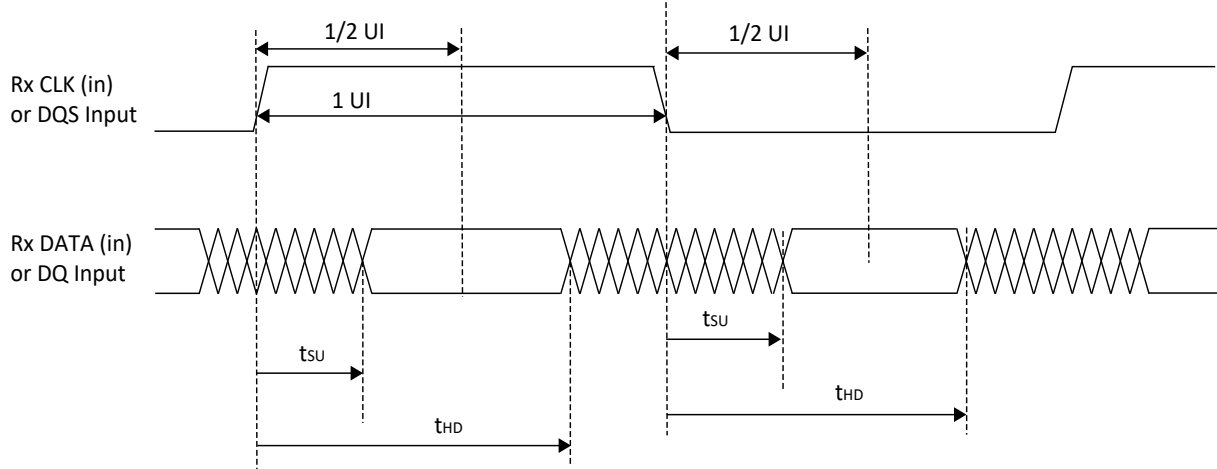 1/2 UI
1/2 UI
Rx CLK (in)
or DQS Input
1 UI
Rx DATA (in)
or DQ Input
tSU
tSU
tHD
tHD